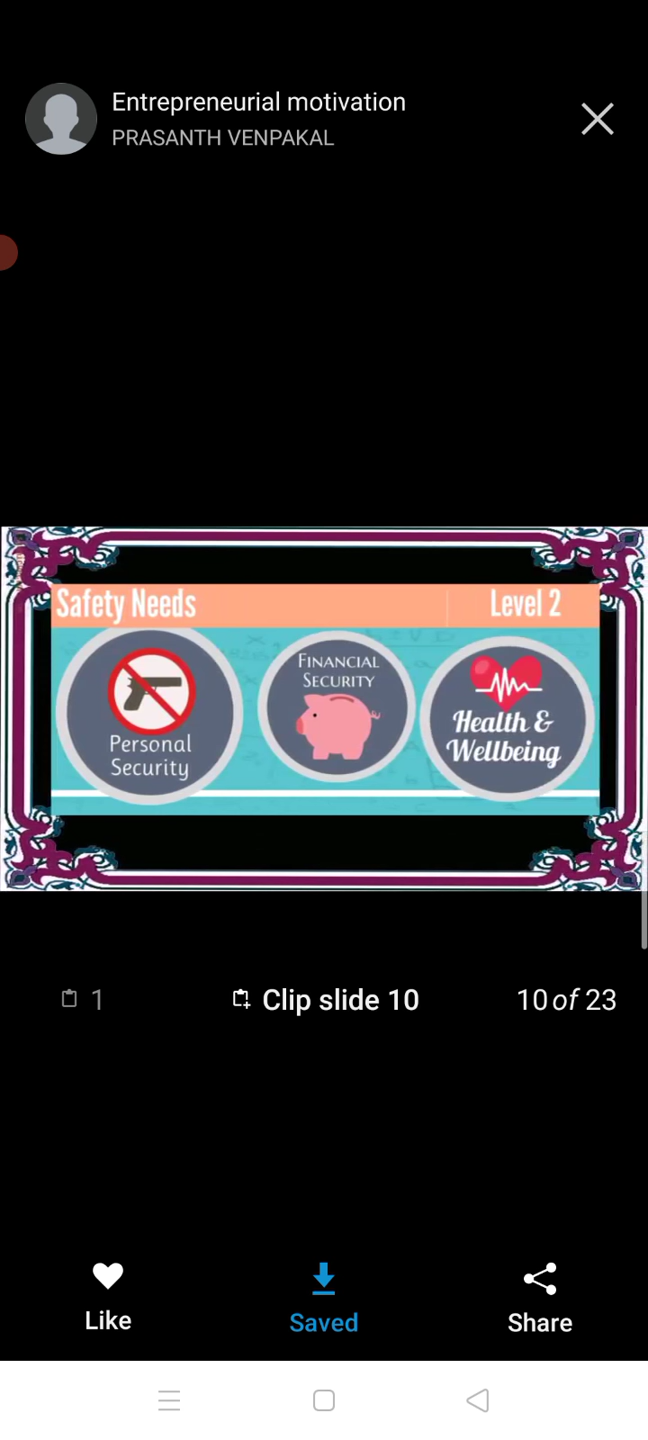 Entrepreneurial motivation
PRASANTH VENPAKAL
Safety Needs
Level 2
Personal
Security
FINANCIAL
SECURITY
Health &
Wellbeing
1
Clip slide 10
10 of 23
Like
Saved
Share